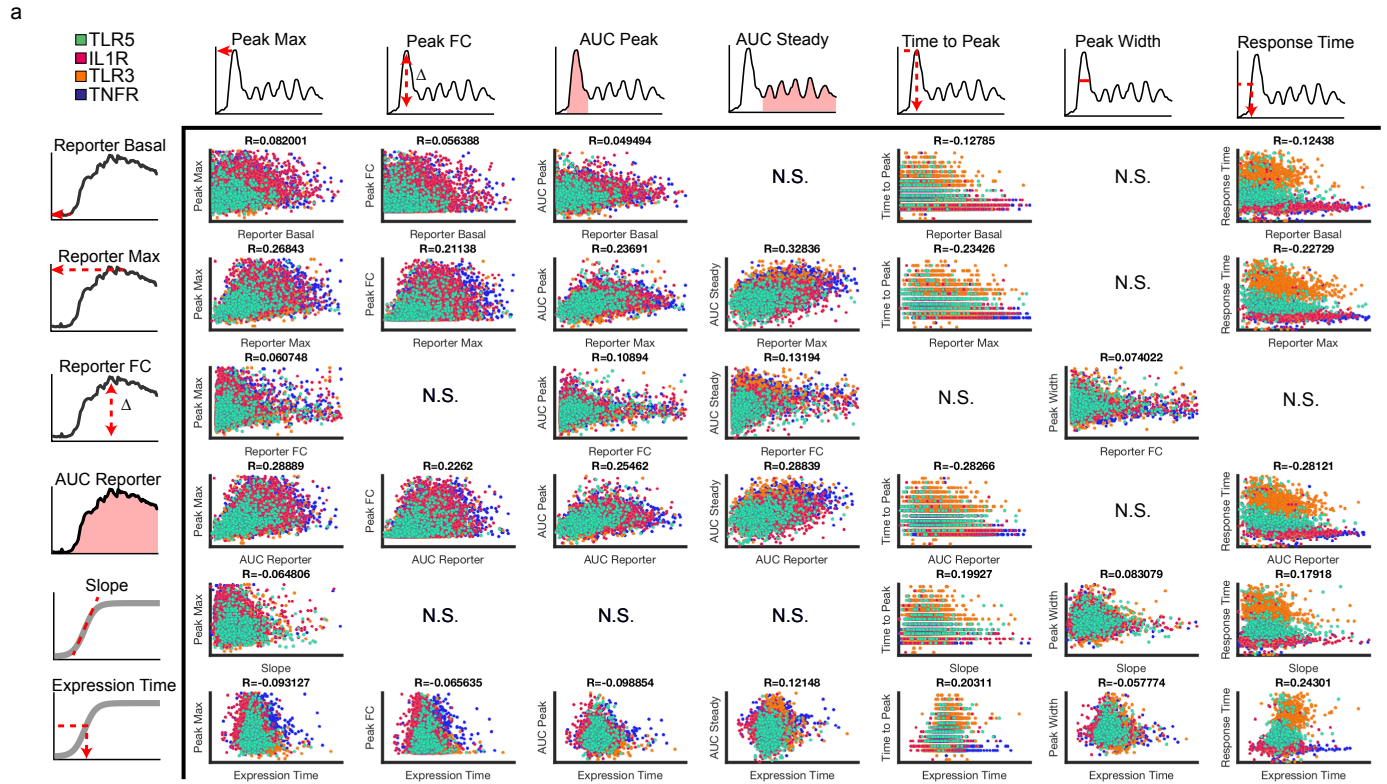 a
TLR5
IL1R
TLR3
TNFR
Peak Max
Peak FC
Δ
AUC Peak
AUC Steady
Time to Peak
Peak Width
Response Time
Reporter Basal
R=0.082001
Peak Max
Reporter Basal
R=0.056388
Peak FC
Reporter Basal
R=0.049494
AUC Peak
Reporter Basal
N.S.
R=-0.12785
Time to Peak
Reporter Basal
N.S.
R=-0.12438
Response Time
Reporter Basal
Reporter Max
R=0.26843
Peak Max
Reporter Max
R=0.21138
Peak FC
Reporter Max
R=0.23691
AUC Peak
Reporter Max
R=0.32836
AUC Steady
Reporter Max
R=-0.23426
Time to Peak
Reporter Max
N.S.
R=-0.22729
Response Time
Reporter Max
Reporter FC
Δ
R=0.060748
Peak Max
Reporter FC
N.S.
R=0.10894
AUC Peak
Reporter FC
R=0.13194
AUC Steady
Reporter FC
N.S.
R=0.074022
Peak Width
Reporter FC
N.S.
AUC Reporter
R=0.28889
Peak Max
AUC Reporter
R=0.2262
Peak FC
AUC Reporter
R=0.25462
AUC Peak
AUC Reporter
R=0.28839
AUC Steady
AUC Reporter
R=-0.28266
Time to Peak
AUC Reporter
N.S.
R=-0.28121
Response Time
AUC Reporter
Slope
R=-0.064806
Peak Max
Slope
N.S.
N.S.
N.S.
R=0.19927
Time to Peak
Slope
R=0.083079
Peak Width
Slope
R=0.17918
Response Time
Slope
Expression Time
R=-0.093127
Peak Max
Expression Time
R=-0.065635
Peak FC
Expression Time
R=-0.098854
AUC Peak
Expression Time
R=0.12148
AUC Steady
Expression Time
R=0.20311
Time to Peak
Expression Time
R=-0.057774
Peak Width
Expression Time
R=0.24301
Response Time
Expression Time